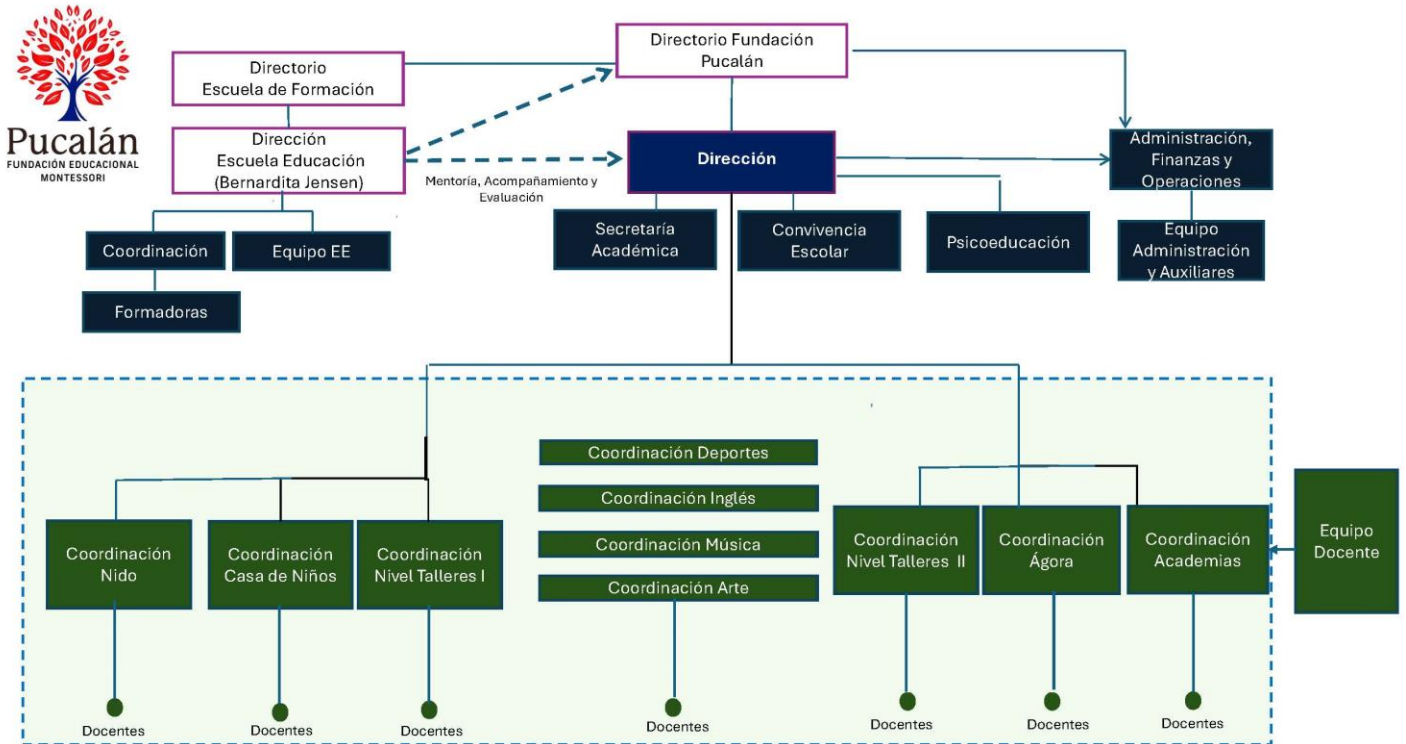 Pucalán
FUNDACIÓN EDUCACIONAL
MONTESSORI
Directorio
Escuela de Formación
Directorio Fundación
Pucalán
Dirección
Escuela Educación
(Bernardita Jensen)
Mentoría, Acompañamiento y
Evaluación
Dirección
Administración,
Finanzas y
Operaciones
Coordinación
Equipo EE
Formadoras
Secretaría
Académica
Convivencia
Escolar
Psicoeducación
Equipo
Administración
y Auxiliares
Coordinación Deportes
Coordinación Inglés
Coordinación Música
Coordinación Arte
Coordinación
Nido
Coordinación
Casa de Niños
Coordinación
Nivel Talleres I
Coordinación
Nivel Talleres II
Coordinación
Ágora
Coordinación
Academias
Equipo
Docente
Docentes
Docentes
Docentes
Docentes
Docentes
Docentes
Docentes